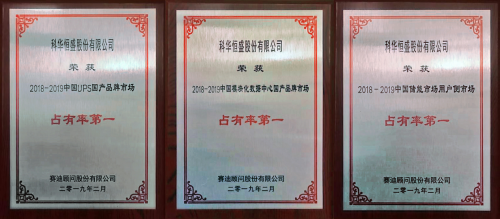 科华恒盛股份有限公司
荣 获
2018-2019中国UPS国产品牌市场
占有率第一
赛迪顾问股份有限公司
二零一九年二月
科华恒盛股份有限公司
荣 获
2018-2019中国模块化数据中心国产品牌市场
占有率第一
赛迪顾问股份有限公司
二零一九年二月
科华恒盛股份有限公司
荣 获
2018-2019中国储能市场用户侧市场
占有率第一
赛迪顾问股份有限公司
二零一九年二月